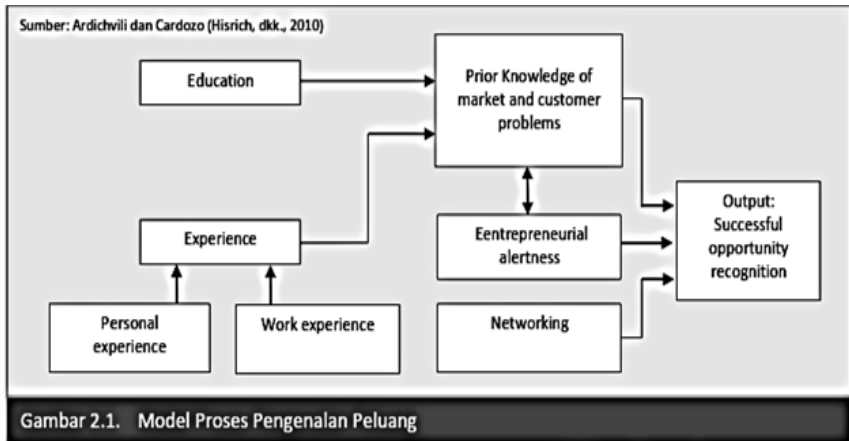 Sumber: Ardichvili dan Cardozo (Hisrich, dkk., 2010)
Education
Prior Knowledge of
market and customer
problems
Experience
Eentrepreneurial
alertness
Output:
Successful
opportunity
recognition
Personal
experience
Work experience
Networking
Gambar 2.1. Model Proses Pengenalan Peluang